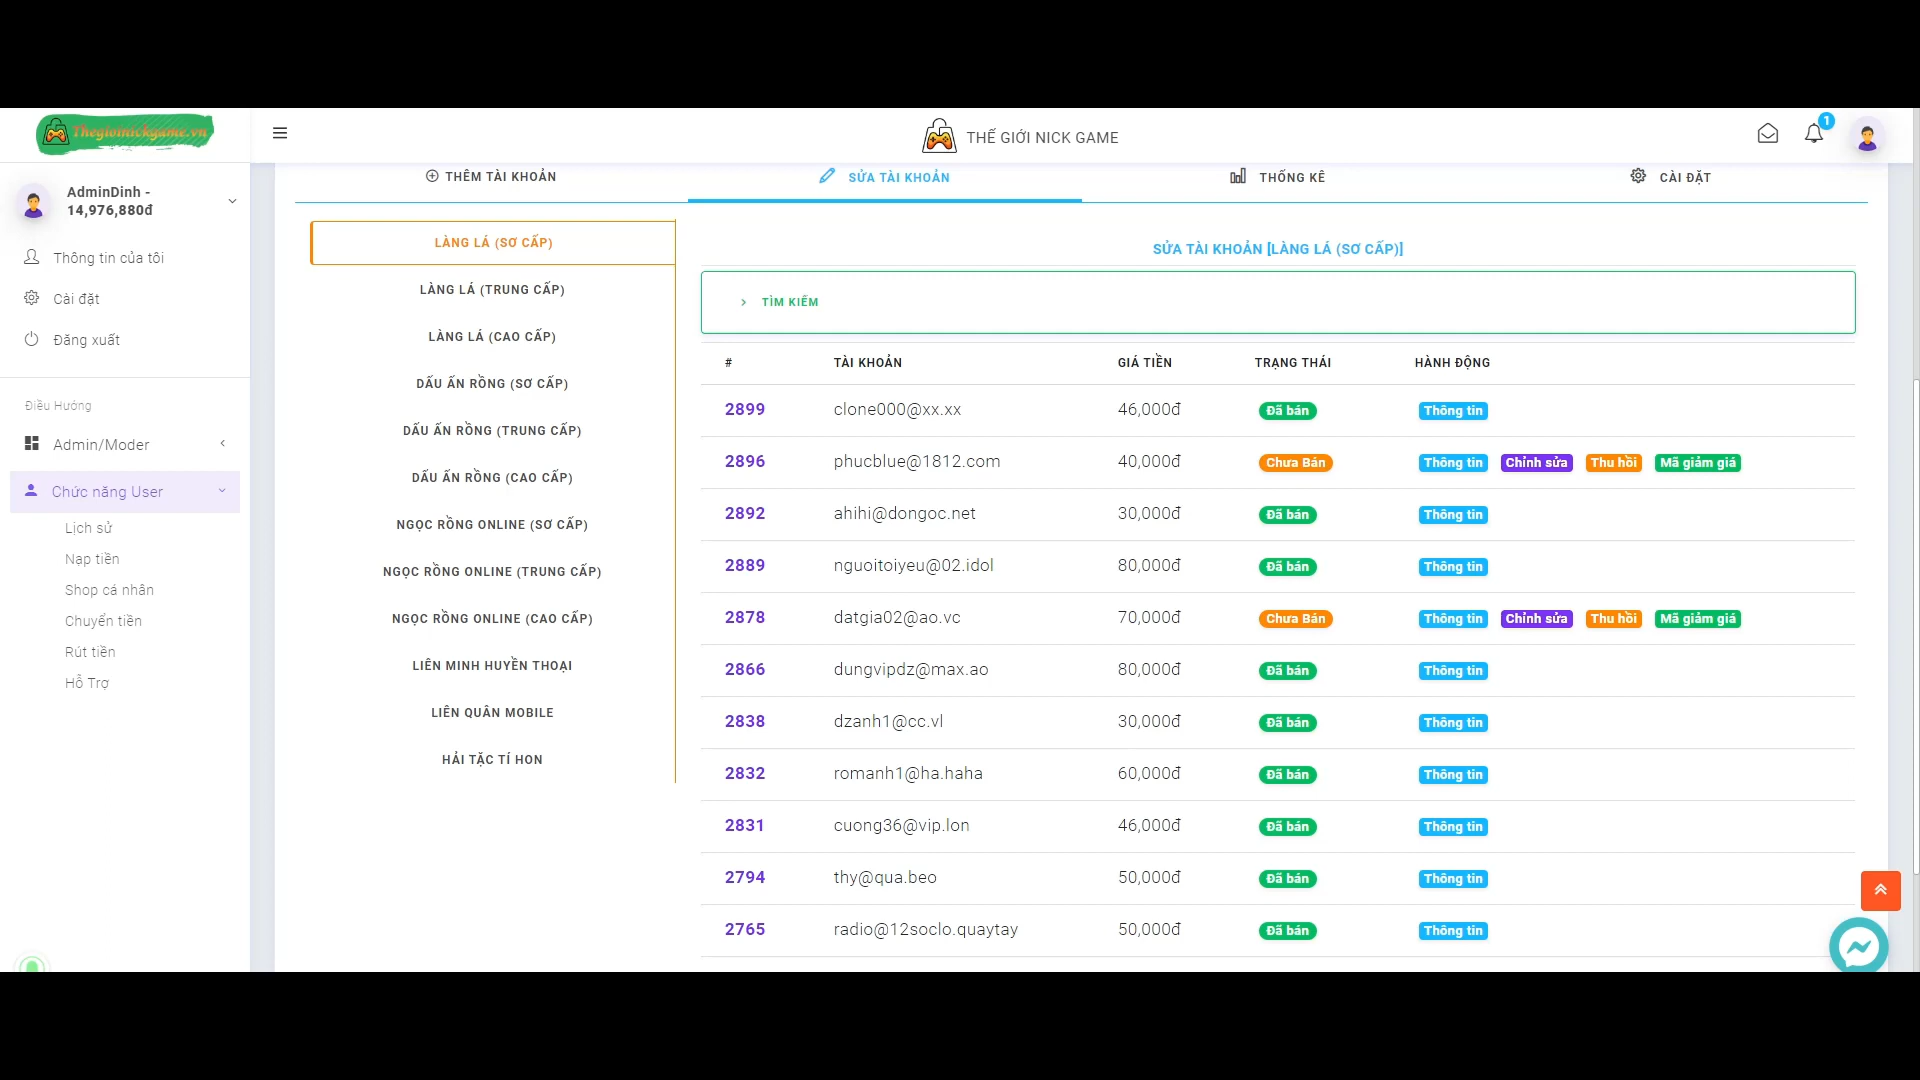 Thegioinickgame.vn
THẾ GIỚI NICK GAME
1
AdminDinh -
14,976,880đ
Thông tin của tôi
Cài đặt
Đăng xuất
Điều Hướng
Admin/Moder
Chức năng User
Lịch sử
Nạp tiền
Shop cá nhân
Chuyển tiền
Rút tiền
Hỗ Trợ
THÊM TÀI KHOẢN
SỬA TÀI KHOẢN
THỐNG KÊ
CÀI ĐẶT
LÀNG LÁ (SƠ CẤP)
LÀNG LÁ (TRUNG CẤP)
LÀNG LÁ (CAO CẤP)
DẤU ẤN RỒNG (SƠ CẤP)
DẤU ẤN RỒNG (TRUNG CẤP)
DẤU ẤN RỒNG (CAO CẤP)
NGỌC RỒNG ONLINE (SƠ CẤP)
NGỌC RỒNG ONLINE (TRUNG CẤP)
NGỌC RỒNG ONLINE (CAO CẤP)
LIÊN MINH HUYỀN THOẠI
LIÊN QUÂN MOBILE
HẢI TẶC TÍ HON
SỬA TÀI KHOẢN [LÀNG LÁ (SƠ CẤP)]
TÌM KIẾM
# TÀI KHOẢN GIÁ TIỀN TRẠNG THÁI HÀNH ĐỘNG
2899 clone000@xx.xx 46,000đ Đã bán Thông tin
2896 phucblue@1812.com 40,000đ Chưa Bán Thông tin Chỉnh sửa Thu hồi Mã giảm giá
2892 ahihi@dongoc.net 30,000đ Đã bán Thông tin
2889 nguoitoiyeu@02.idol 80,000đ Đã bán Thông tin
2878 datgia02@ao.vc 70,000đ Chưa Bán Thông tin Chỉnh sửa Thu hồi Mã giảm giá
2866 dungvipdz@max.ao 80,000đ Đã bán Thông tin
2838 dzanh1@cc.vl 30,000đ Đã bán Thông tin
2832 romanh1@ha.haha 60,000đ Đã bán Thông tin
2831 cuong36@vip.lon 46,000đ Đã bán Thông tin
2794 thy@qua.beo 50,000đ Đã bán Thông tin
2765 radio@12soclo.quaytay 50,000đ Đã bán Thông tin